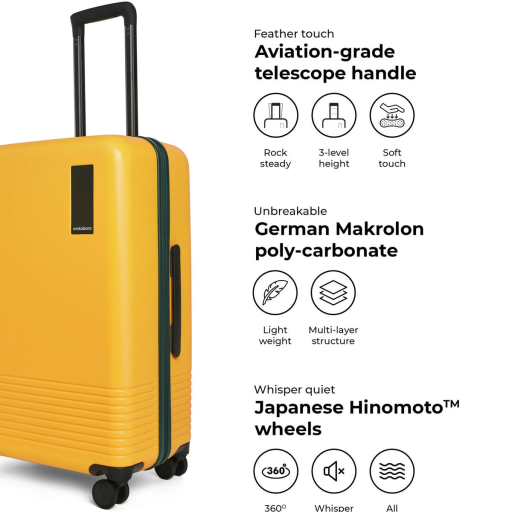 Feather touch
Aviation-grade
telescope handle
Rock
steady
3-level
height
Soft
touch
Unbreakable
German Makrolon
poly-carbonate
Light
weight
Multi-layer
structure
mokobara
Whisper quiet
Japanese Hinomoto™
wheels
360°
360°
Whisper
All